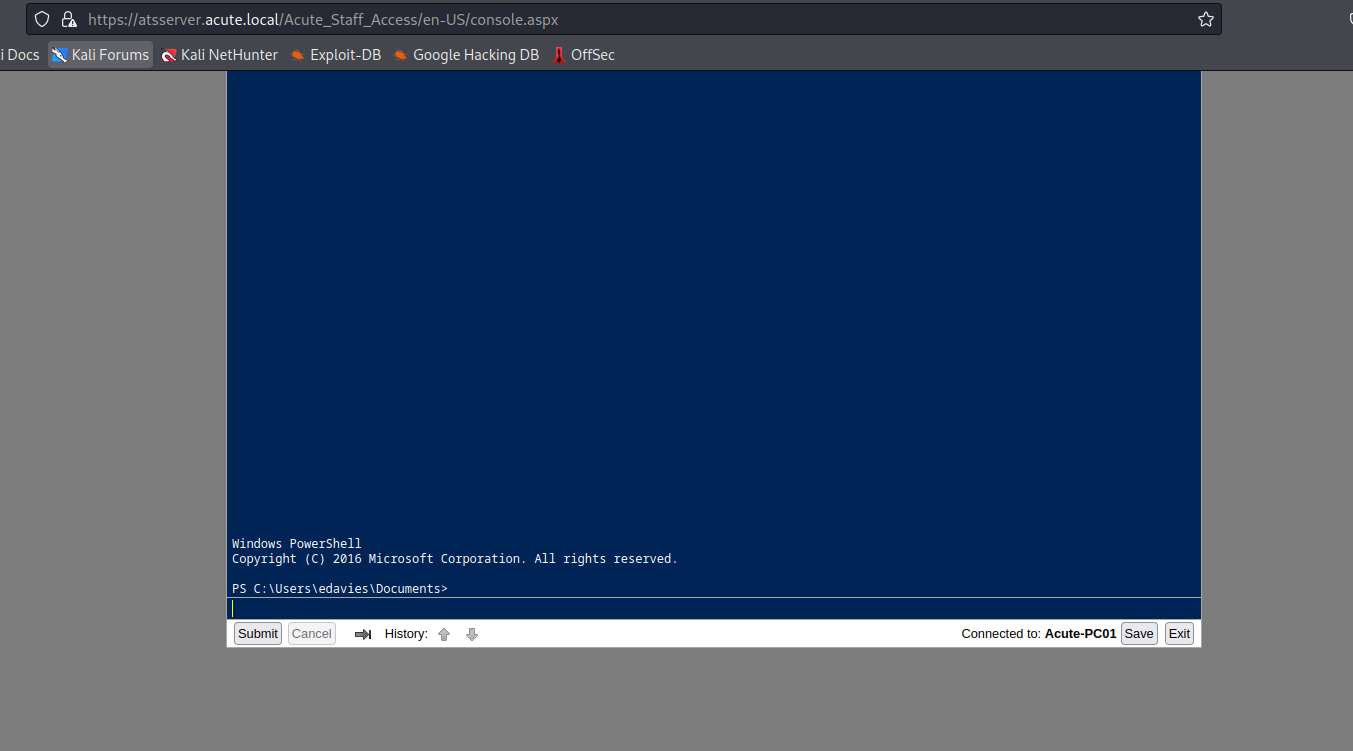 https://atsserver.acute.local/Acute_Staff_Access/en-US/console.aspx
i Docs Kali Forums Kali NetHunter Exploit-DB Google Hacking DB OffSec
Windows PowerShell
Copyright (C) 2016 Microsoft Corporation. All rights reserved.
PS C:\Users\edavies\Documents>
Submit Cancel History: Connected to: Acute-PC01 Save Exit